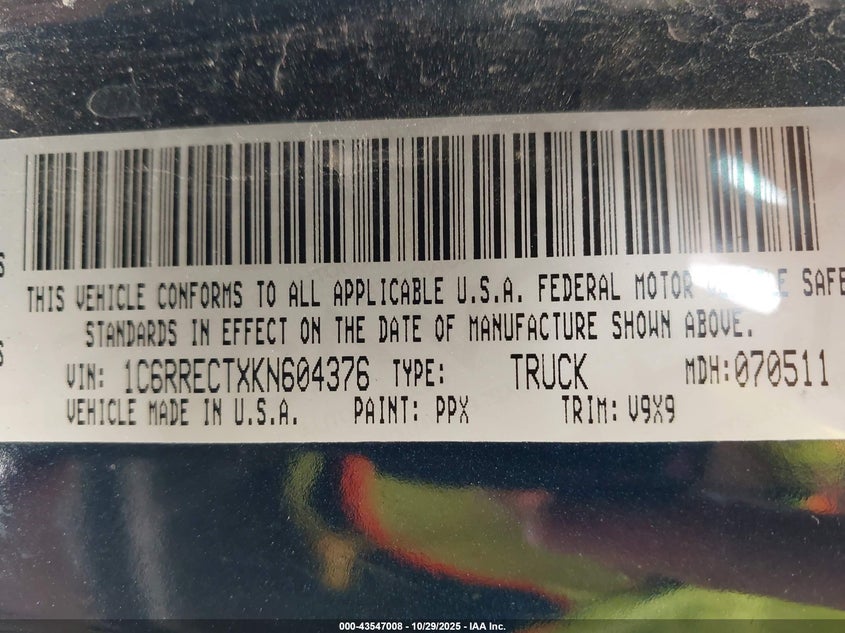 THIS VEHICLE CONFORMS TO ALL APPLICABLE U.S.A. FEDERAL MOTOR SAFE
STANDARDS IN EFFECT ON THE DATE OF MANUFACTURE SHOWN ABOVE.
VIN: 1C6RRECTXKN604376 TYPE: TRUCK MDH:070511
VEHICLE MADE IN U.S.A. PAINT: PPX TRIM: V9X9
000-43547008 - 10/29/2025 - IAA Inc.